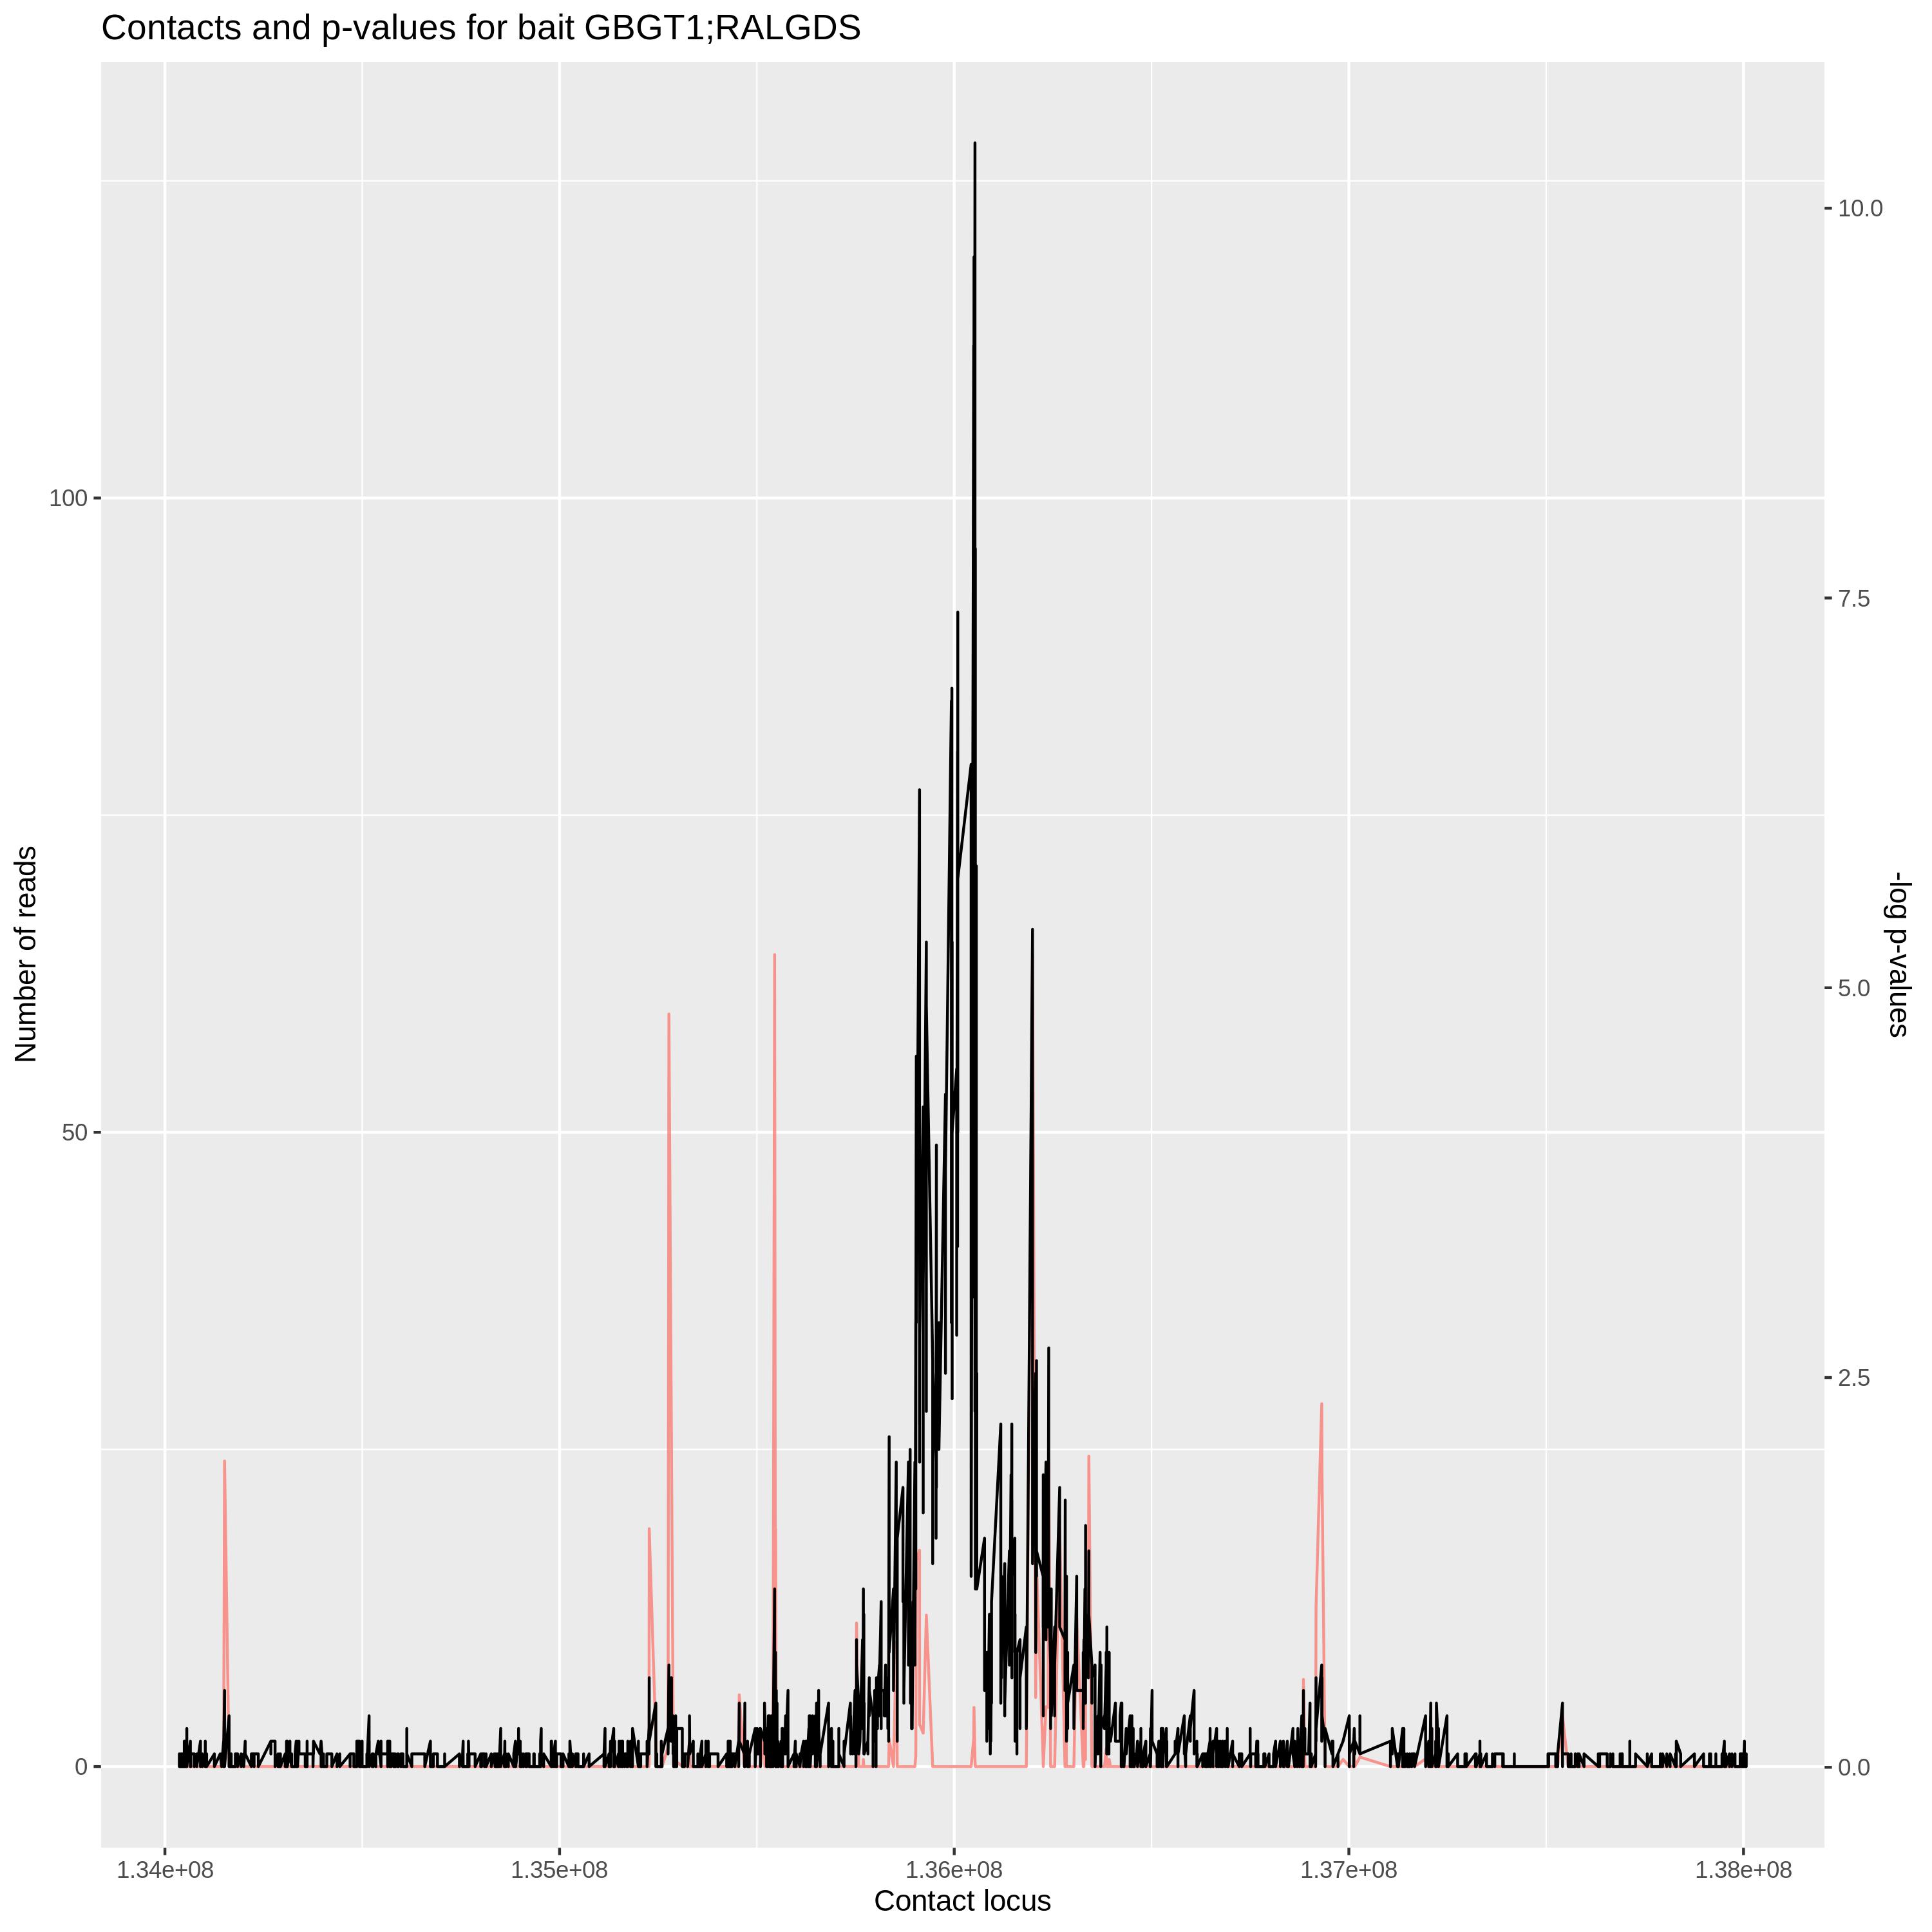 Contacts and p-values for bait GBGT1;RALGDS
10.0
100
7.5
Number of reads
-log p-values
5.0
50
2.5
0
0.0
1.34e+08
1.35e+08
1.36e+08
1.37e+08
1.38e+08
Contact locus